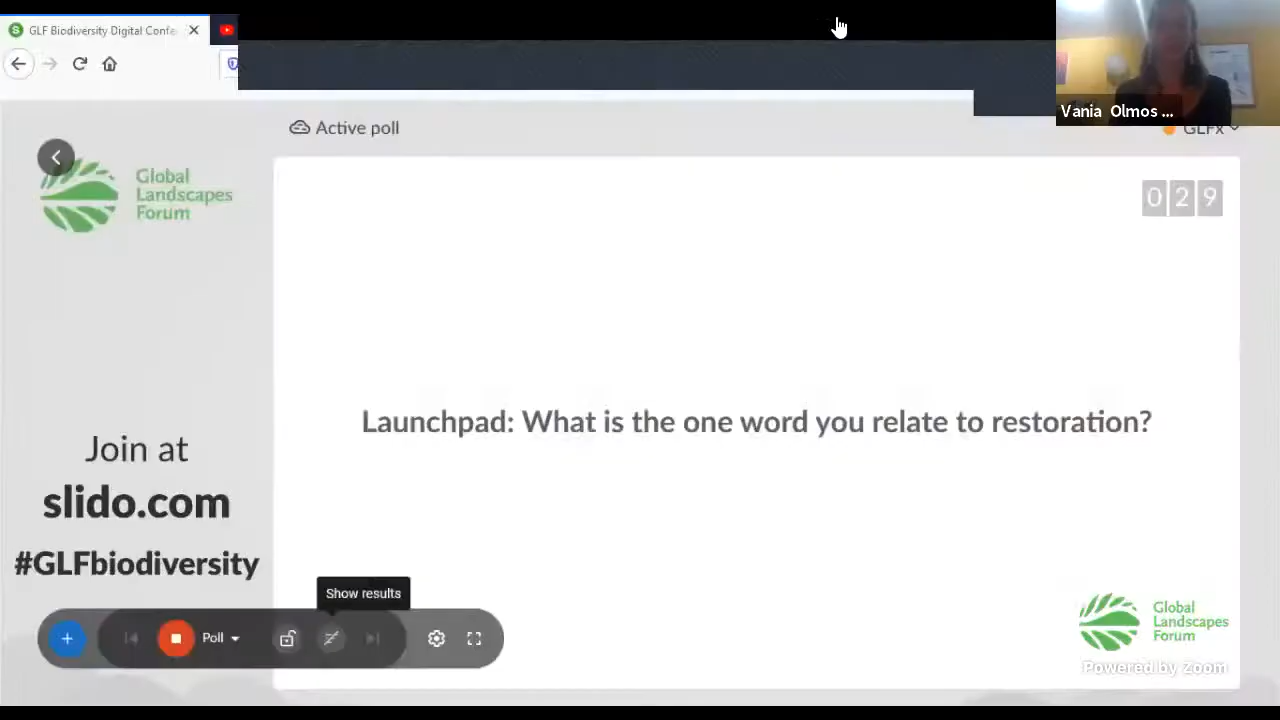 GLF Biodiversity Digital Confe
Vania Olmos ...
Active poll
GLFx
Global
Landscapes
Forum
029
Launchpad: What is the one word you relate to restoration?
Join at
slido.com
#GLFbiodiversity
Show results
Poll
Global
Landscapes
Forum
Powered by Zoom